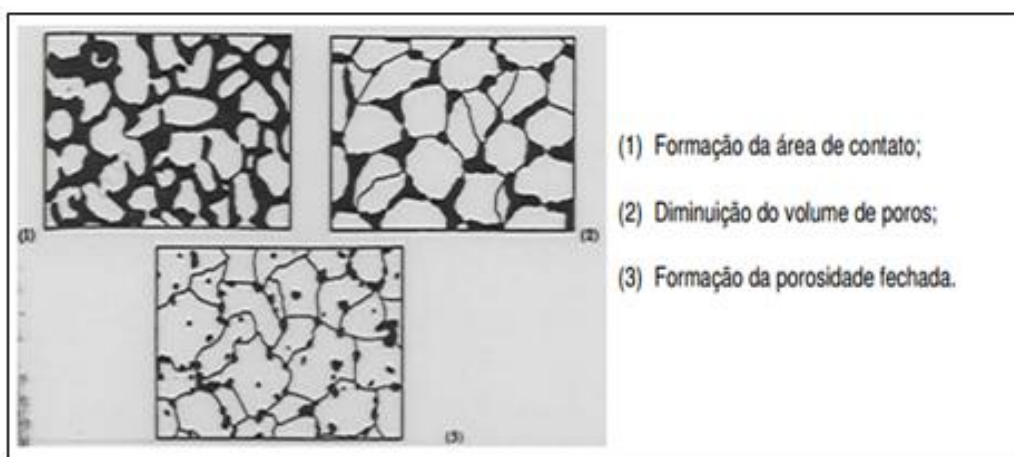 (1)
(2)
(3)
(1) Formação da área de contato;
(2) Diminuição do volume de poros;
(3) Formação da porosidade fechada.